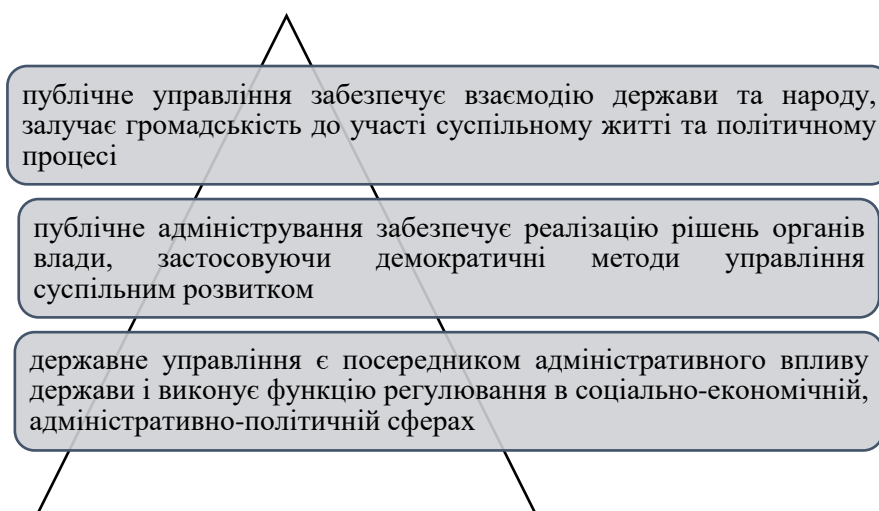 публічне управління забезпечує взаємодію держави та народу,
залучає громадськість до участі суспільному житті та політичному
процесі
публічне адміністрування забезпечує реалізацію рішень органів
влади, застосовуючи демократичні методи управління
суспільним розвитком
державне управління є посередником адміністративного впливу
держави і виконує функцію регулювання в соціально-економічній,
адміністративно-політичній сферах